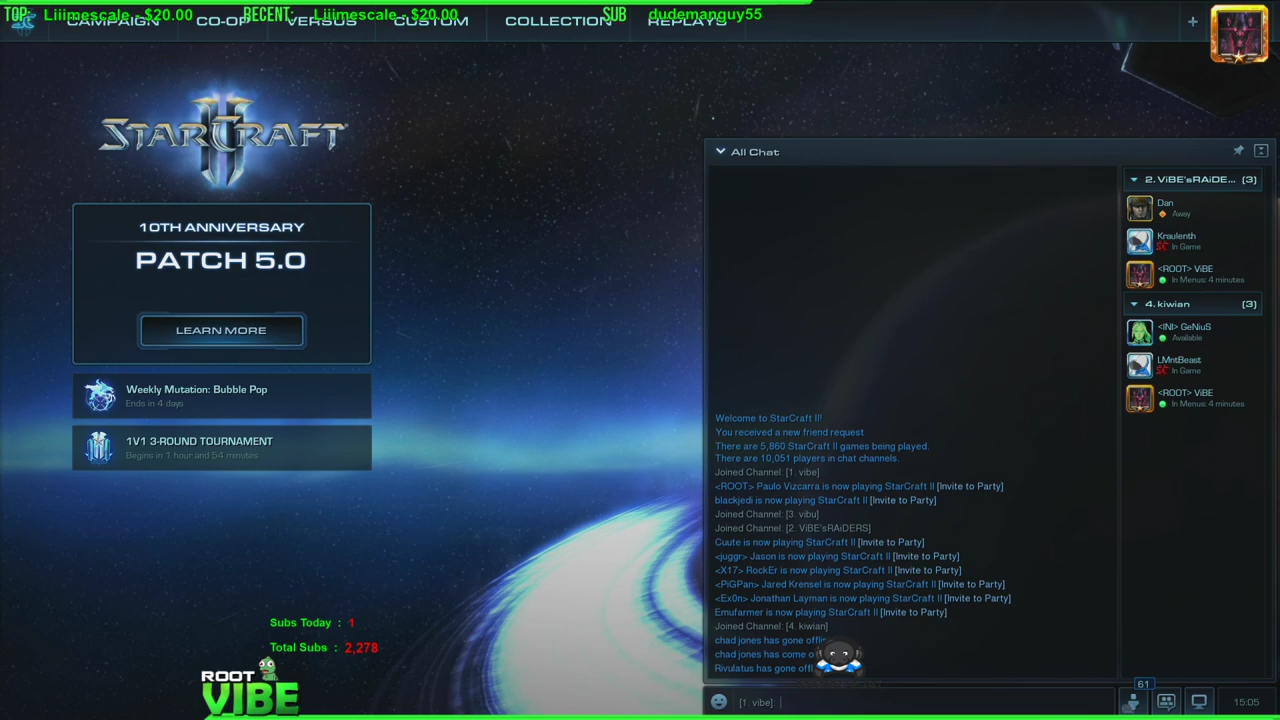 TOP: Liiimescale - $20.00 RECENT: Liiimescale - $20.00 SUB dudemanguy55
CAMPAIGN CO-OP VERSUS CUSTOM COLLECTION REPLAYS
STARCRAFT
II
10TH ANNIVERSARY
PATCH 5.0
LEARN MORE
Weekly Mutation: Bubble Pop
Ends in 4 days
1V1 3-ROUND TOURNAMENT
Begins in 1 hour and 54 minutes
Subs Today : 1
Total Subs : 2,278
ROOT
ViBE
All Chat
Welcome to StarCraft II!
You received a new friend request
There are 5,860 StarCraft II games being played.
There are 10,051 players in chat channels.
Joined Channel: [1. vibe]
<ROOT> Paulo Vizcarra is now playing StarCraft II [Invite to Party]
blackjedi is now playing StarCraft II [Invite to Party]
Joined Channel: [3. vibu]
Joined Channel: [2. ViBE'sRAiDERS]
Cuute is now playing StarCraft II [Invite to Party]
<juggr> Jason is now playing StarCraft II [Invite to Party]
<X17> RockEr is now playing StarCraft II [Invite to Party]
<PiGPan> Jared Krensel is now playing StarCraft II [Invite to Party]
<Ex0n> Jonathan Layman is now playing StarCraft II [Invite to Party]
Emufarmer is now playing StarCraft II [Invite to Party]
Joined Channel: [4. kiwian]
chad jones has gone offli
chad jones has come o
Rivulatus has gone offl
[1. vibe]:
2. ViBE'sRAiDE... (3)
Dan
Away
Kraulenth
SC In Game
<ROOT> ViBE
In Menus: 4 minutes
4. kiwian (3)
<INI> GeNiuS
Available
LMntBeast
SC In Game
<ROOT> ViBE
In Menus: 4 minutes
61
15:05